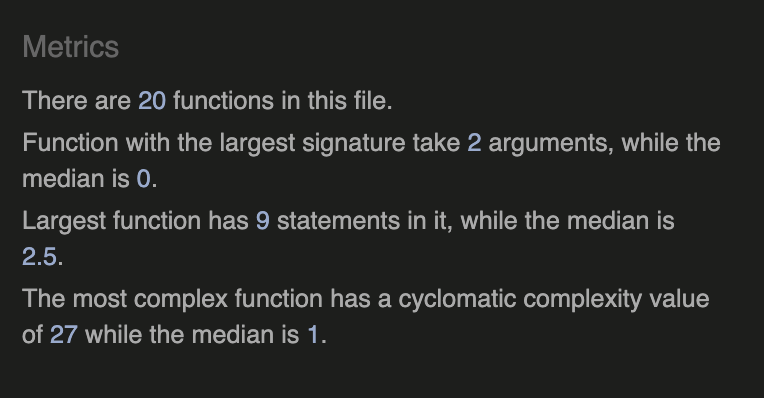 Metrics
There are 20 functions in this file.
Function with the largest signature take 2 arguments, while the
median is 0.
Largest function has 9 statements in it, while the median is
2.5.
The most complex function has a cyclomatic complexity value
of 27 while the median is 1.